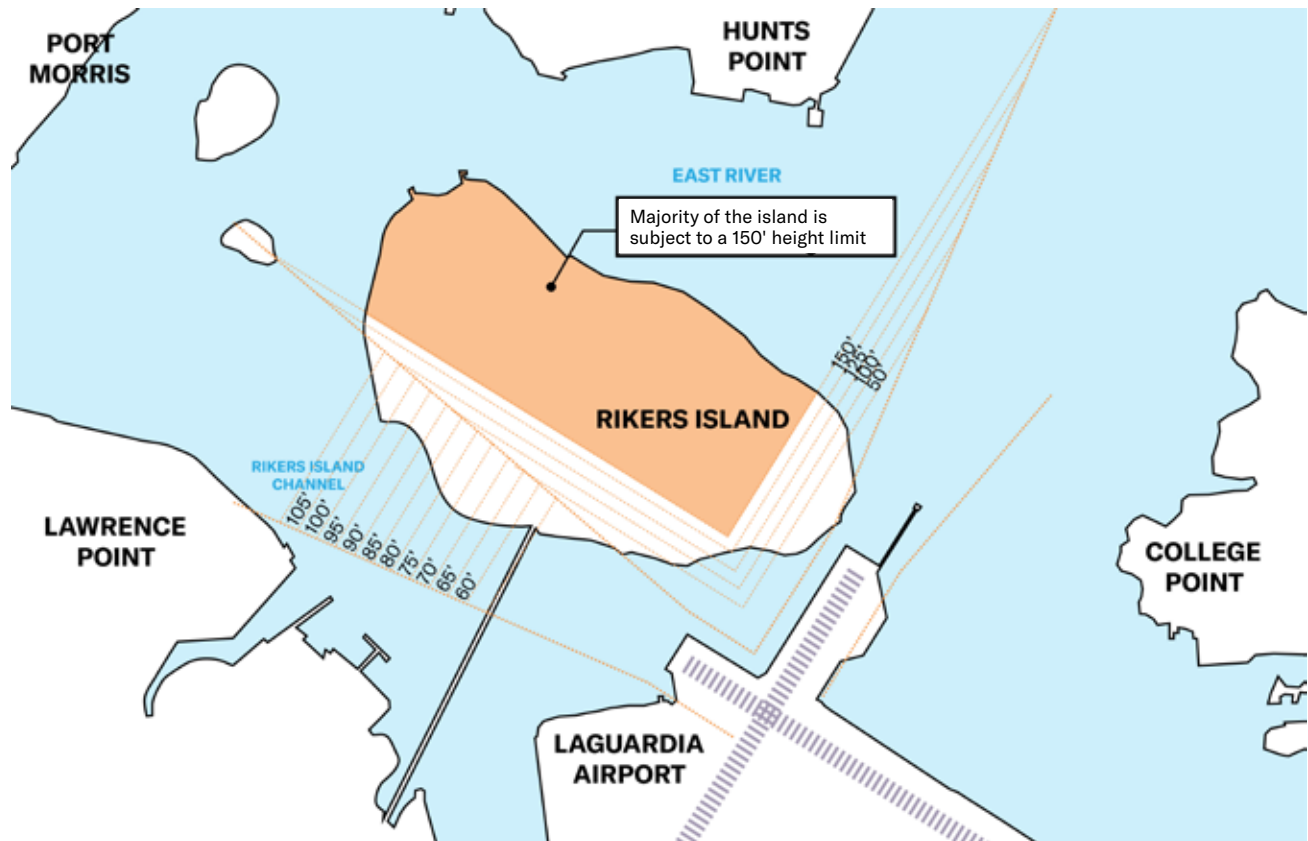 PORT
MORRIS
HUNTS
POINT
EAST RIVER
Majority of the island is
subject to a 150' height limit
150'
125'
100'
50'
RIKERS ISLAND
RIKERS ISLAND
CHANNEL
105'
100'
95'
90'
85'
80'
75'
70'
65'
60'
LAWRENCE
POINT
COLLEGE
POINT
LAGUARDIA
AIRPORT